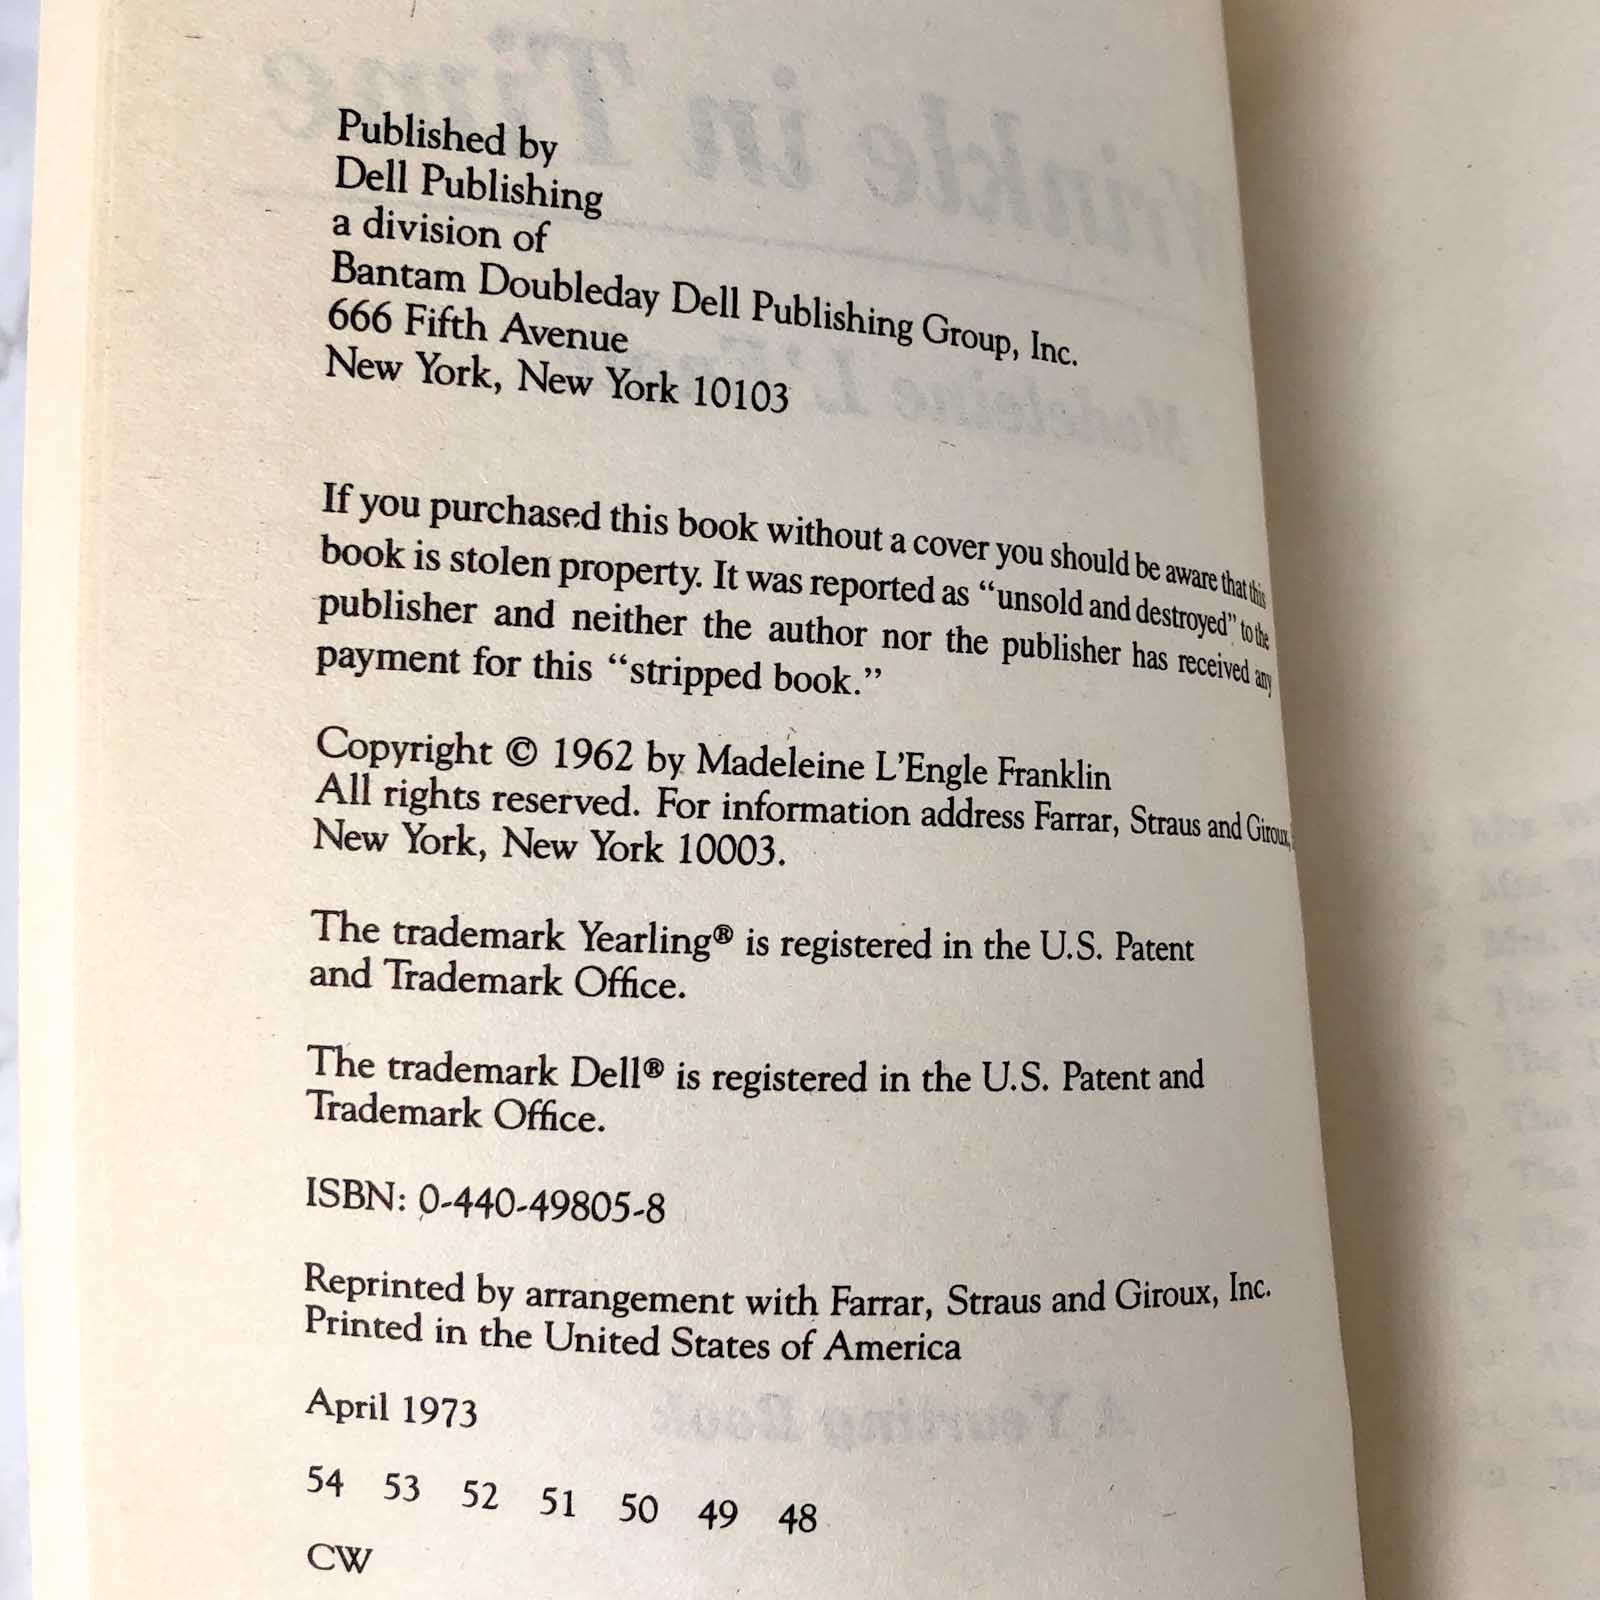 Published by
Dell Publishing
a division of
Bantam Doubleday Dell Publishing Group, Inc.
666 Fifth Avenue
New York, New York 10103
If you purchased this book without a cover you should be aware that this
book is stolen property. It was reported as “unsold and destroyed” to the
publisher and neither the author nor the publisher has received any
payment for this “stripped book.”
Copyright © 1962 by Madeleine L'Engle Franklin
All rights reserved. For information address Farrar, Straus and Giroux,
New York, New York 10003.
The trademark Yearling® is registered in the U.S. Patent
and Trademark Office.
The trademark Dell® is registered in the U.S. Patent and
Trademark Office.
ISBN: 0-440-49805-8
Reprinted by arrangement with Farrar, Straus and Giroux, Inc.
Printed in the United States of America
April 1973
54 53 52 51 50 49 48
CW